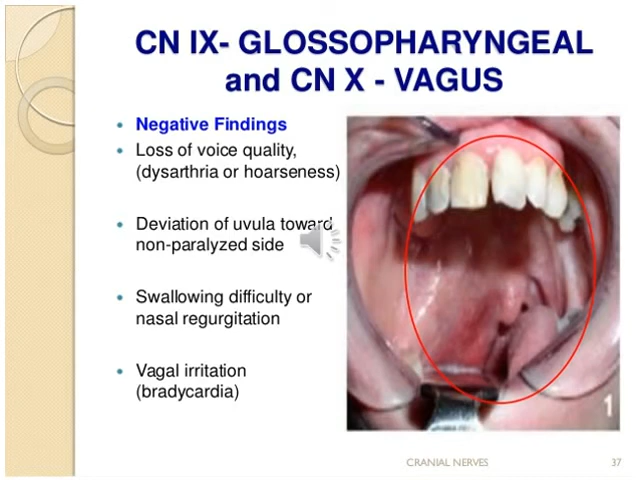 CN IX- GLOSSOPHARYNGEAL
and CN X - VAGUS
Negative Findings
Loss of voice quality,
(dysarthria or hoarseness)
Deviation of uvula toward
non-paralyzed side
Swallowing difficulty or
nasal regurgitation
Vagal irritation
(bradycardia)
1
CRANIAL NERVES 37